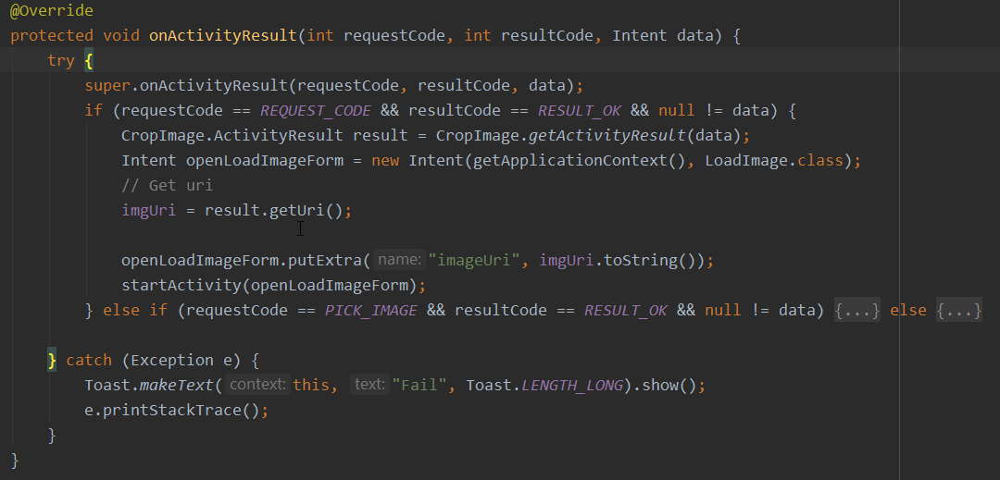 @Override
protected void onActivityResult(int requestCode, int resultCode, Intent data) {
try {
super.onActivityResult(requestCode, resultCode, data);
if (requestCode == REQUEST_CODE && resultCode == RESULT_OK && null != data) {
CropImage.ActivityResult result = CropImage.getActivityResult(data);
Intent openLoadImageForm = new Intent(getApplicationContext(), LoadImage.class);
// Get uri
imgUri = result.getUri();
openLoadImageForm.putExtra( name: "imageUri", imgUri.toString());
startActivity(openLoadImageForm);
} else if (requestCode == PICK_IMAGE && resultCode == RESULT_OK && null != data) {...} else {...}
} catch (Exception e) {
Toast.makeText( context: this, text: "Fail", Toast.LENGTH_LONG).show();
e.printStackTrace();
}
}